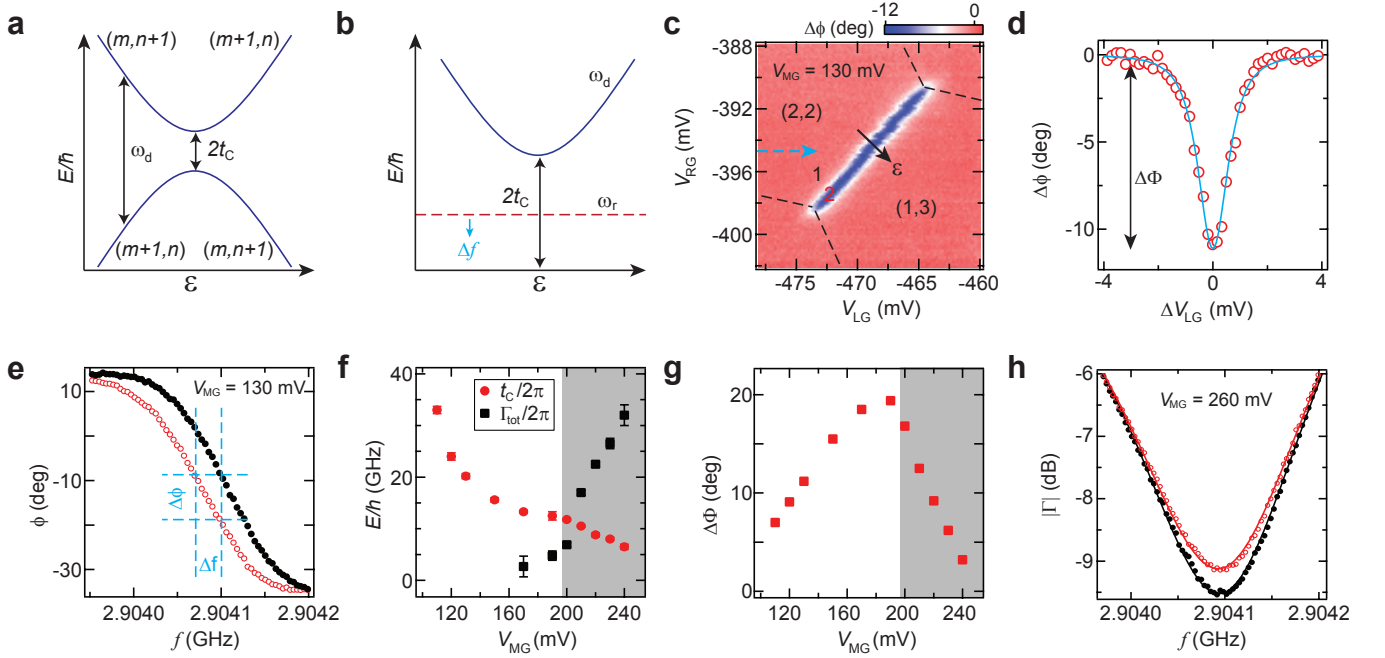 a
(m,n+1) (m+1,n)
E/ℏ
ω_d
2t_C
(m+1,n) (m,n+1)
ε
b
E/ℏ
ω_d
2t_C
ω_r
Δf
ε
c
-12 0
Δϕ (deg)
V_MG = 130 mV
(2,2)
1
2
ε
(1,3)
-388
-392
-396
-400
V_RG (mV)
-475 -470 -465 -460
V_LG (mV)
d
0
-5
-10
Δϕ (deg)
ΔΦ
-4 0 4
ΔV_LG (mV)
e
V_MG = 130 mV
10
-10
-30
ϕ (deg)
Δϕ
Δf
2.9040 2.9041 2.9042
f (GHz)
f
40
20
0
E/h (GHz)
t_C/2π
Γ_tot/2π
120 160 200 240
V_MG (mV)
g
20
10
0
ΔΦ (deg)
120 160 200 240
V_MG (mV)
h
V_MG = 260 mV
-6
-7
-8
-9
|Γ| (dB)
2.9040 2.9041 2.9042
f (GHz)